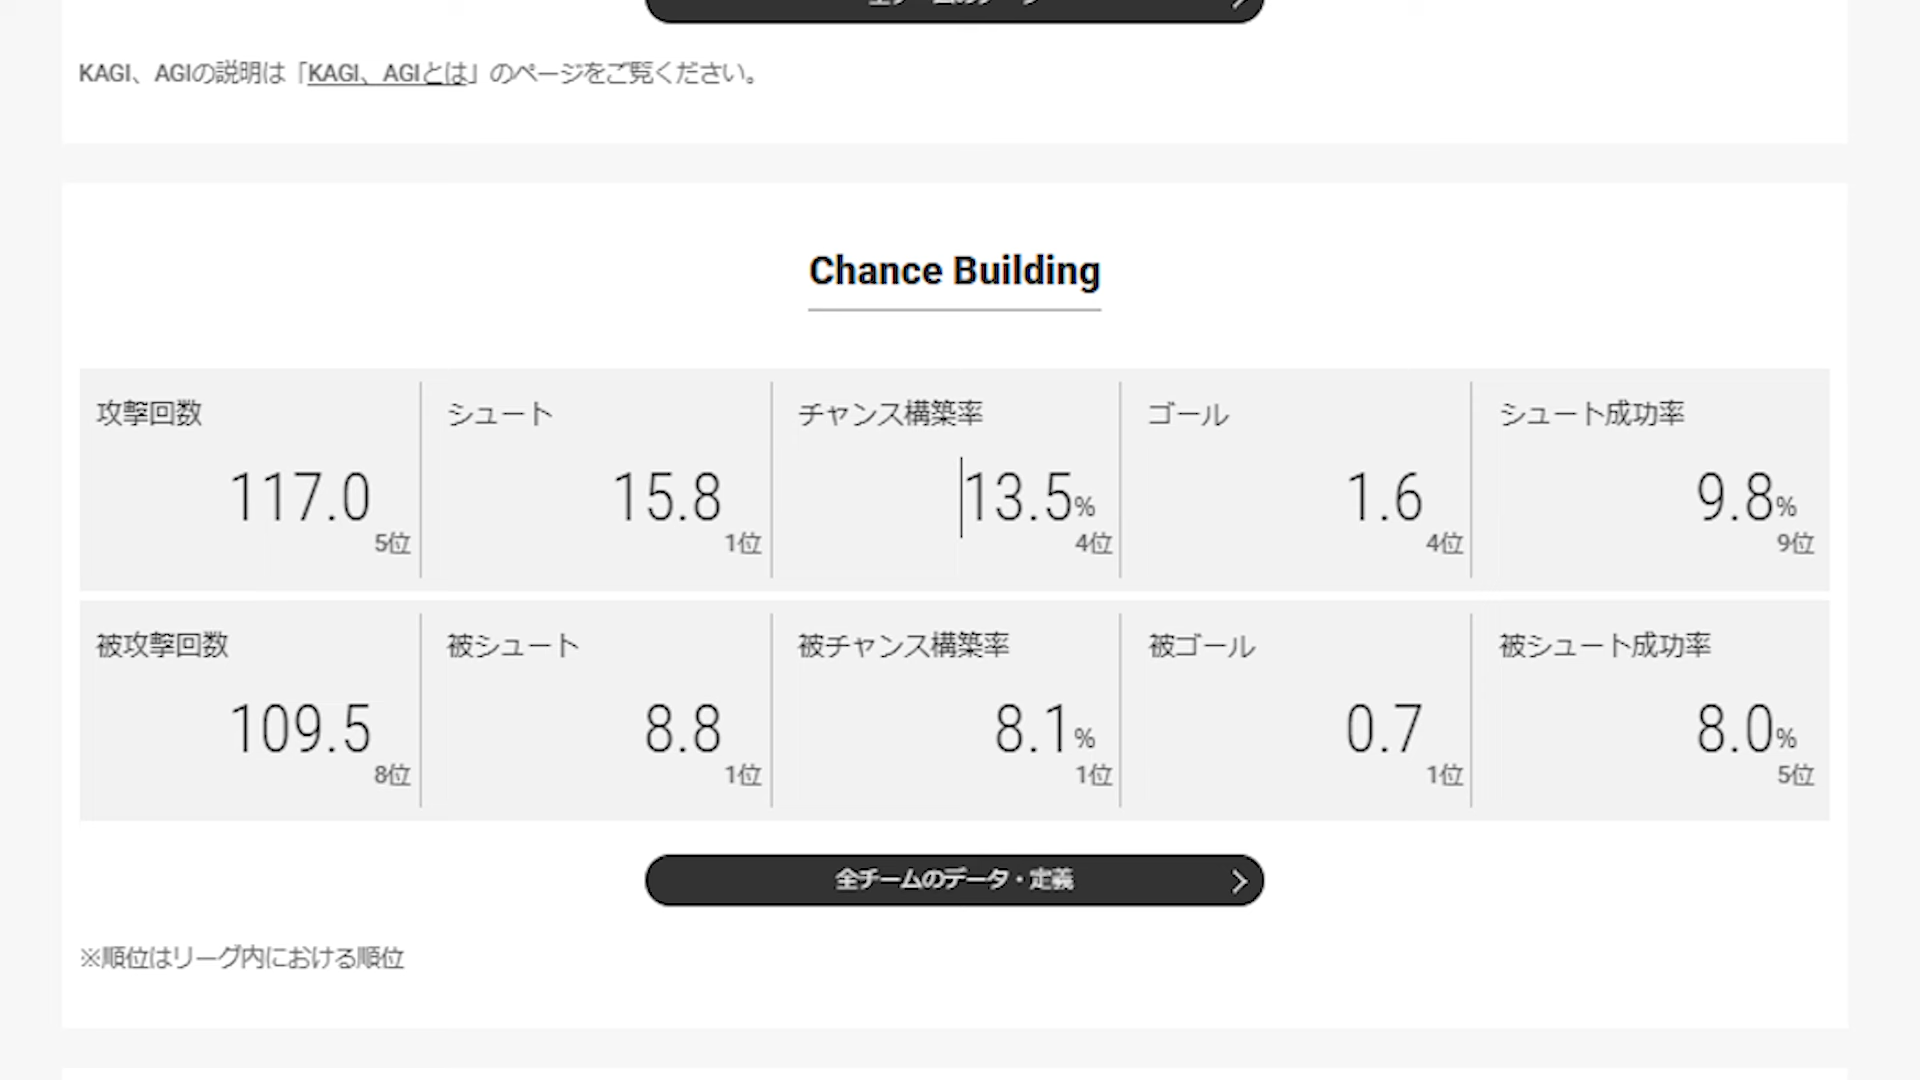 KAGI、AGIの説明は「KAGI、AGIとは」のページをご覧ください。
Chance Building
攻撃回数 シュート チャンス構築率 ゴール シュート成功率
117.0 15.8 13.5% 1.6 9.8%
5位 1位 4位 4位 9位
被攻撃回数 被シュート 被チャンス構築率 被ゴール 被シュート成功率
109.5 8.8 8.1% 0.7 8.0%
8位 1位 1位 1位 5位
全チームのデータ・定義
※順位はリーグ内における順位